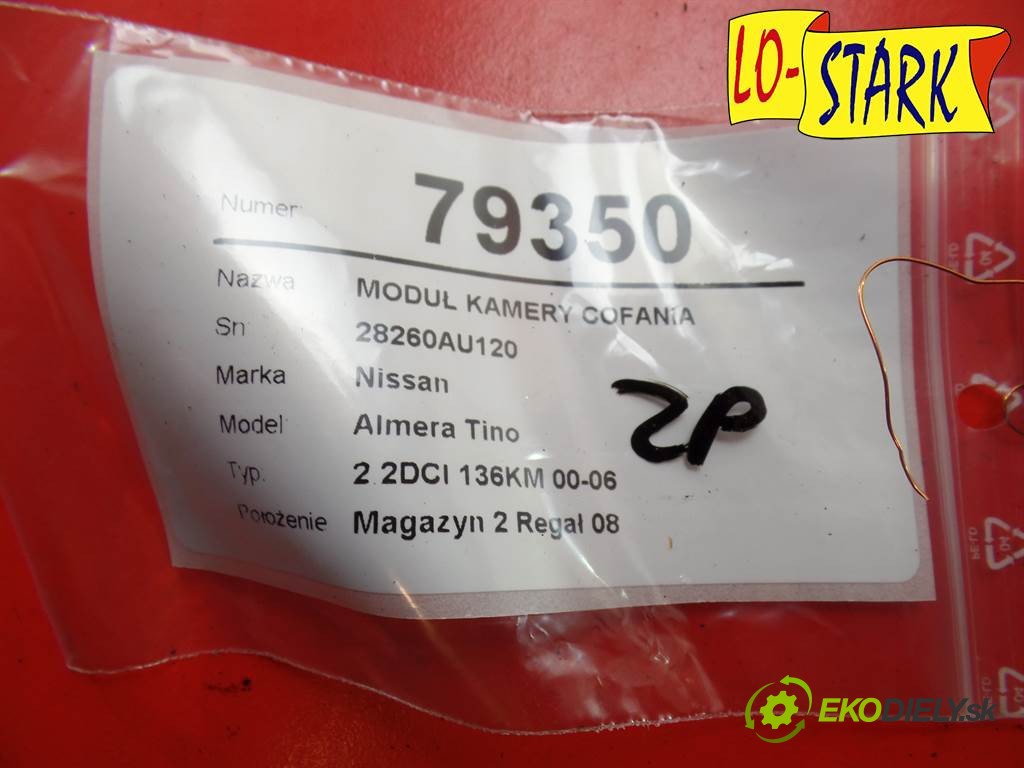 LO-STARK
Numer: 79350
Nazwa MODUŁ KAMERY COFANIA
Sn: 28260AU120
Marka Nissan
Model: Almera Tino
Typ. 2.2DCI 136KM 00-06
Położenie Magazyn 2 Regał 08
ZP
EKODIELY.sk